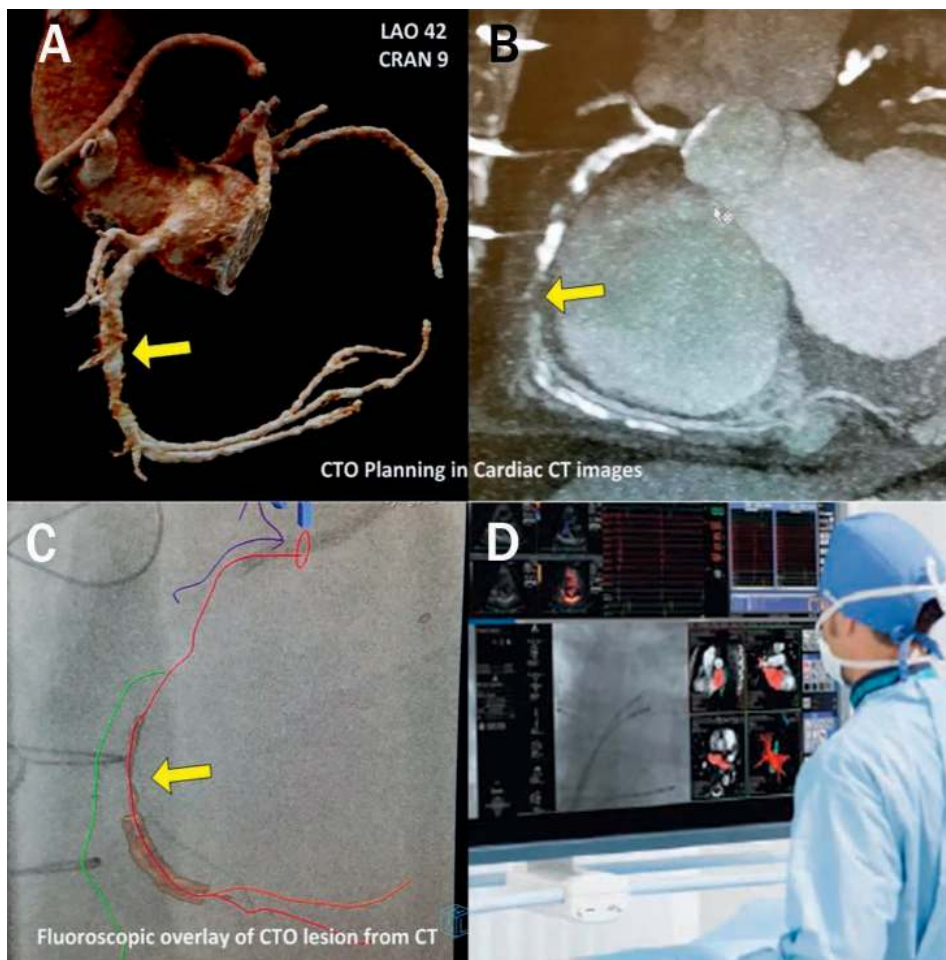 A
LAO 42
CRAN 9
B
CTO Planning in Cardiac CT images
C
Fluoroscopic overlay of CTO lesion from CT
D